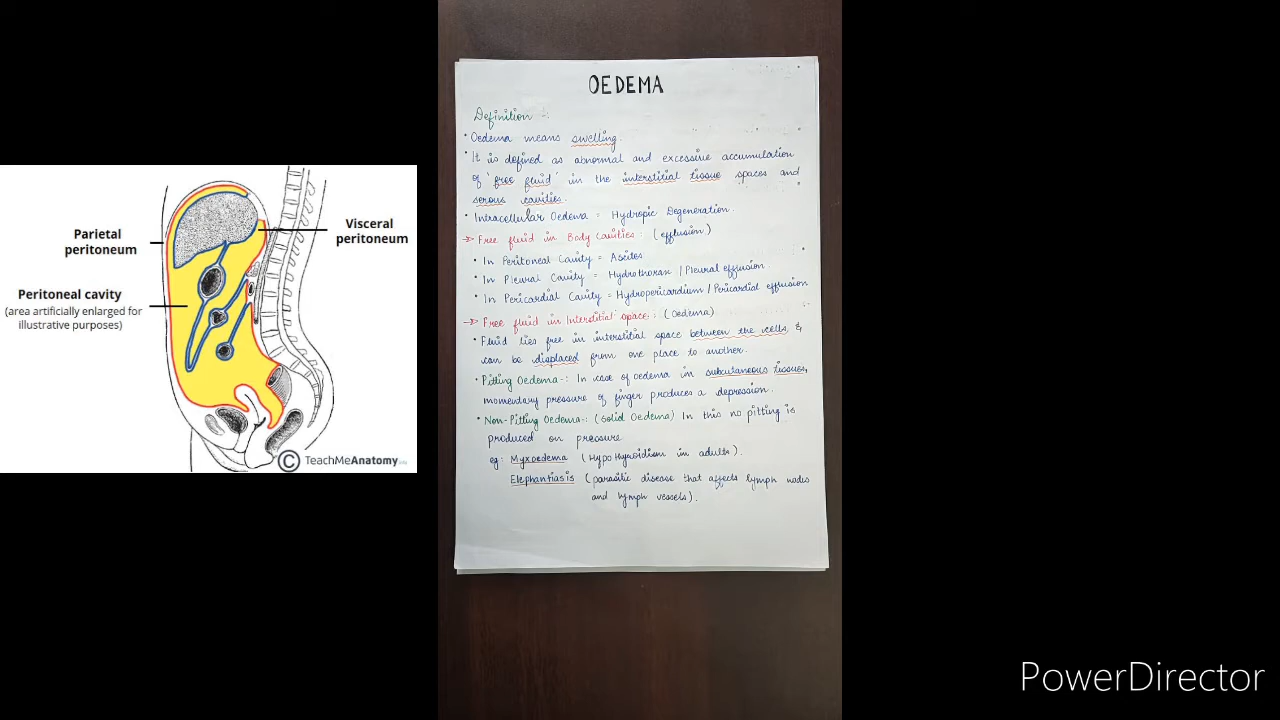 Parietal
peritoneum
Visceral
peritoneum
Peritoneal cavity
(area artificially enlarged for
illustrative purposes)
© TeachMeAnatomy
OEDEMA
Definition -:
• Oedema means swelling.
• It is defined as abnormal and excessive accumulation
of 'free fluid' in the interstitial tissue spaces and
serous cavities.
• Intracellular Oedema = Hydropic Degeneration.
→ Free fluid in Body Cavities : (effusion)
• In Peritoneal Cavity = Ascites
• In Pleural Cavity = Hydrothorax / Pleural effusion.
• In Pericardial Cavity = Hydropericardium / Pericardial effusion
→ Free fluid in Interstitial space : (oedema)
• Fluid lies free in interstitial space between the cells &
can be displaced from one place to another.
• Pitting Oedema -: In case of oedema in subcutaneous tissues,
momentary pressure of finger produces a depression.
• Non-Pitting Oedema -: (Solid Oedema) In this no pitting is
produced on pressure
eg: Myxoedema (Hypothyroidism in adults).
Elephantiasis (parasitic disease that affects lymph nodes
and lymph vessels).
PowerDirector